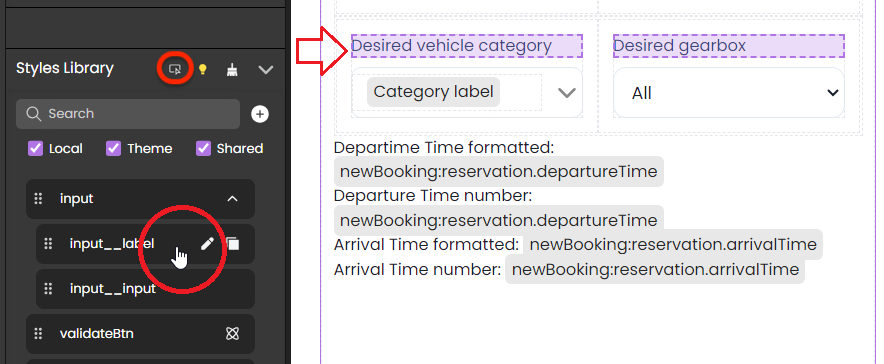 Styles Library
Search
Local Theme Shared
input
input__label
input__input
validateBtn
Desired vehicle category Desired gearbox
Category label All
Departime Time formatted:
newBooking:reservation.departureTime
Departure Time number:
newBooking:reservation.departureTime
Arrival Time formatted: newBooking:reservation.arrivalTime
Arrival Time number: newBooking:reservation.arrivalTime